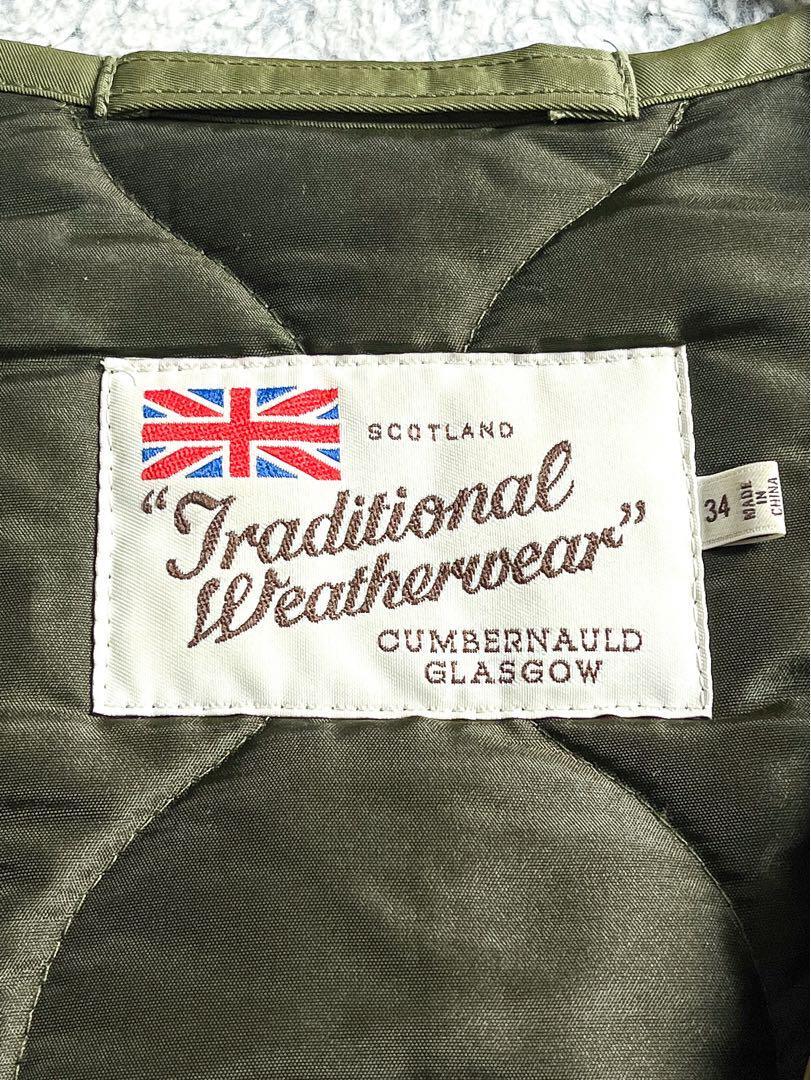 SCOTLAND
"Traditional
Weatherwear"
CUMBERNAULD
GLASGOW
34
MADE
IN
CHINA